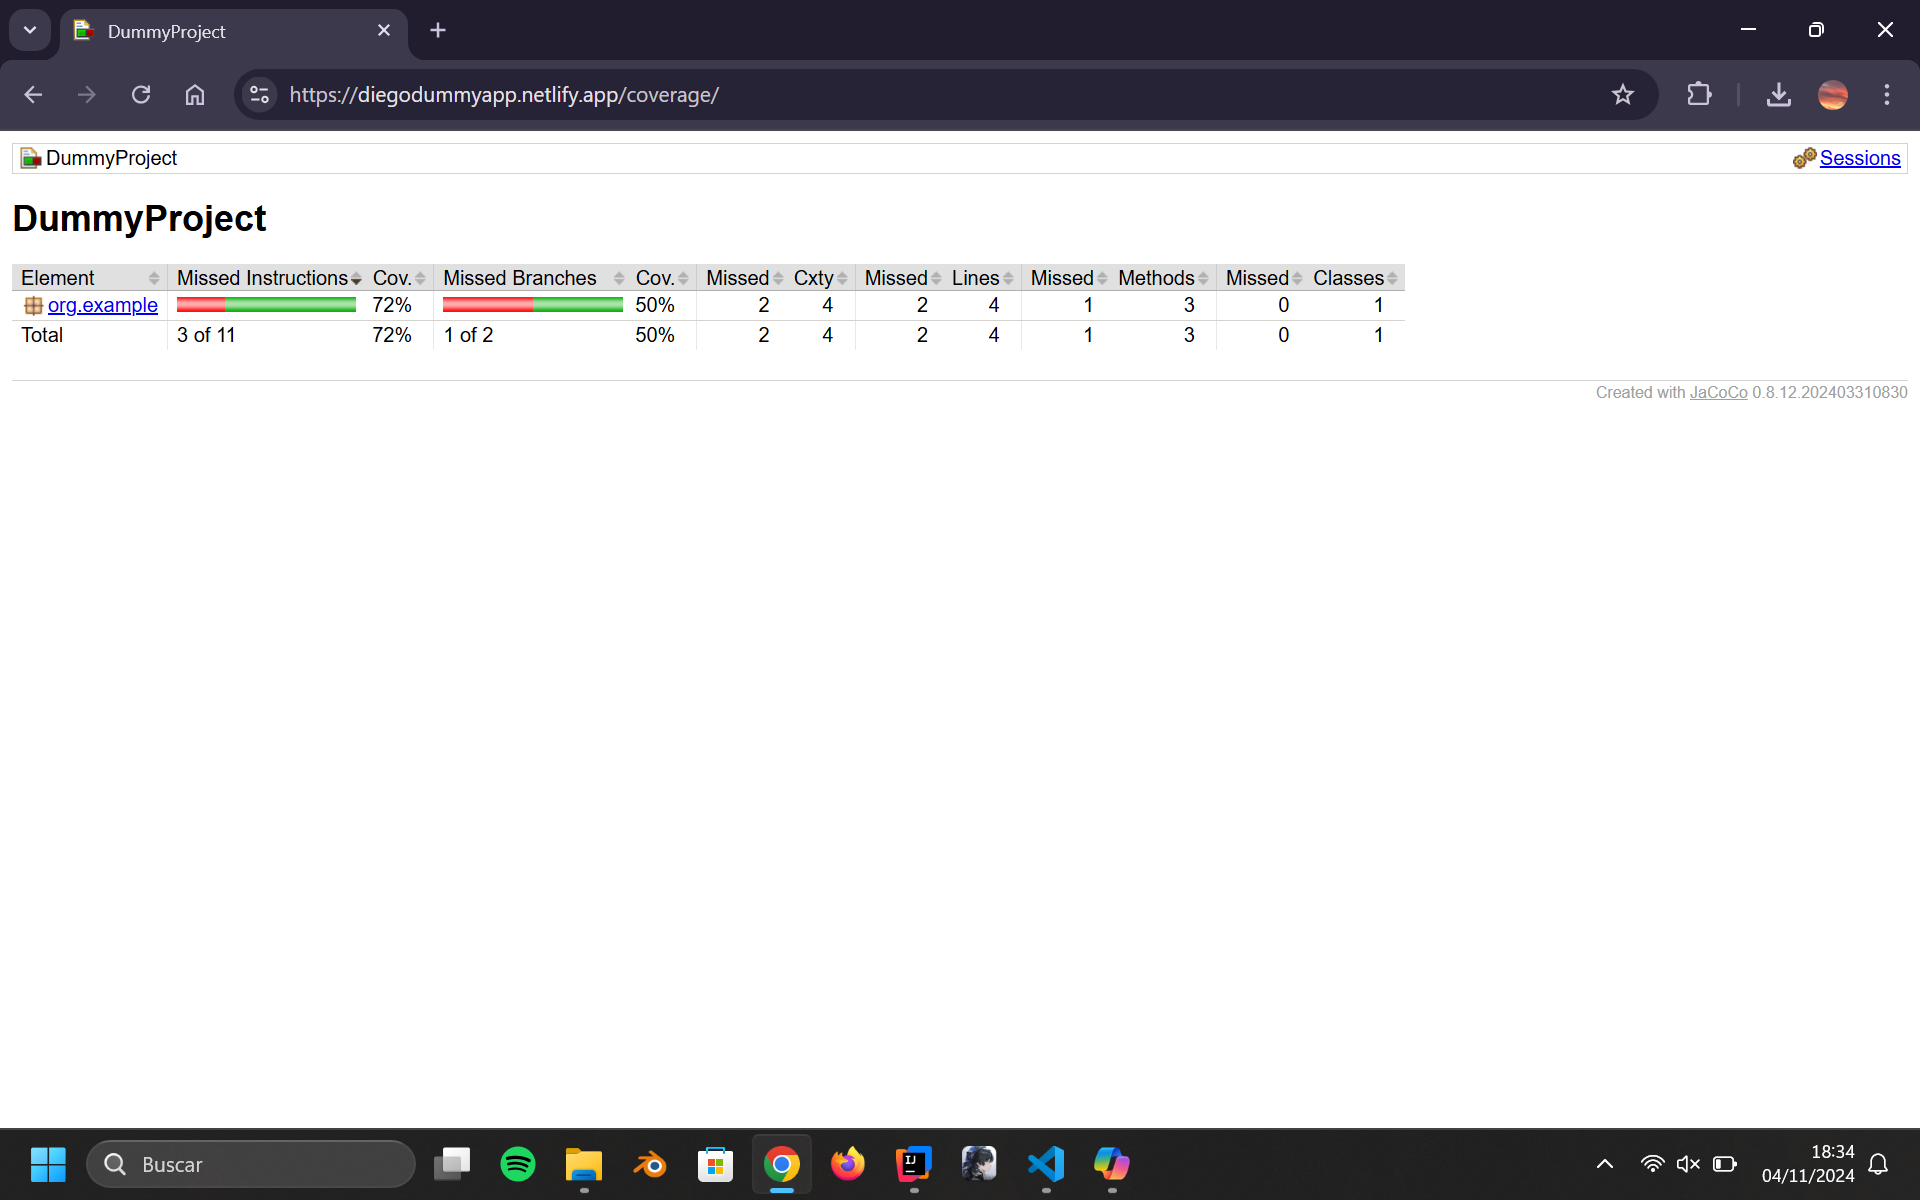 DummyProject
https://diegodummyapp.netlify.app/coverage/
DummyProject Sessions
DummyProject
Element Missed Instructions Cov. Missed Branches Cov. Missed Cxty Missed Lines Missed Methods Missed Classes
org.example 72% 50% 2 4 2 4 1 3 0 1
Total 3 of 11 72% 1 of 2 50% 2 4 2 4 1 3 0 1
Created with JaCoCo 0.8.12.202403310830
Buscar
IJ
18:34
04/11/2024